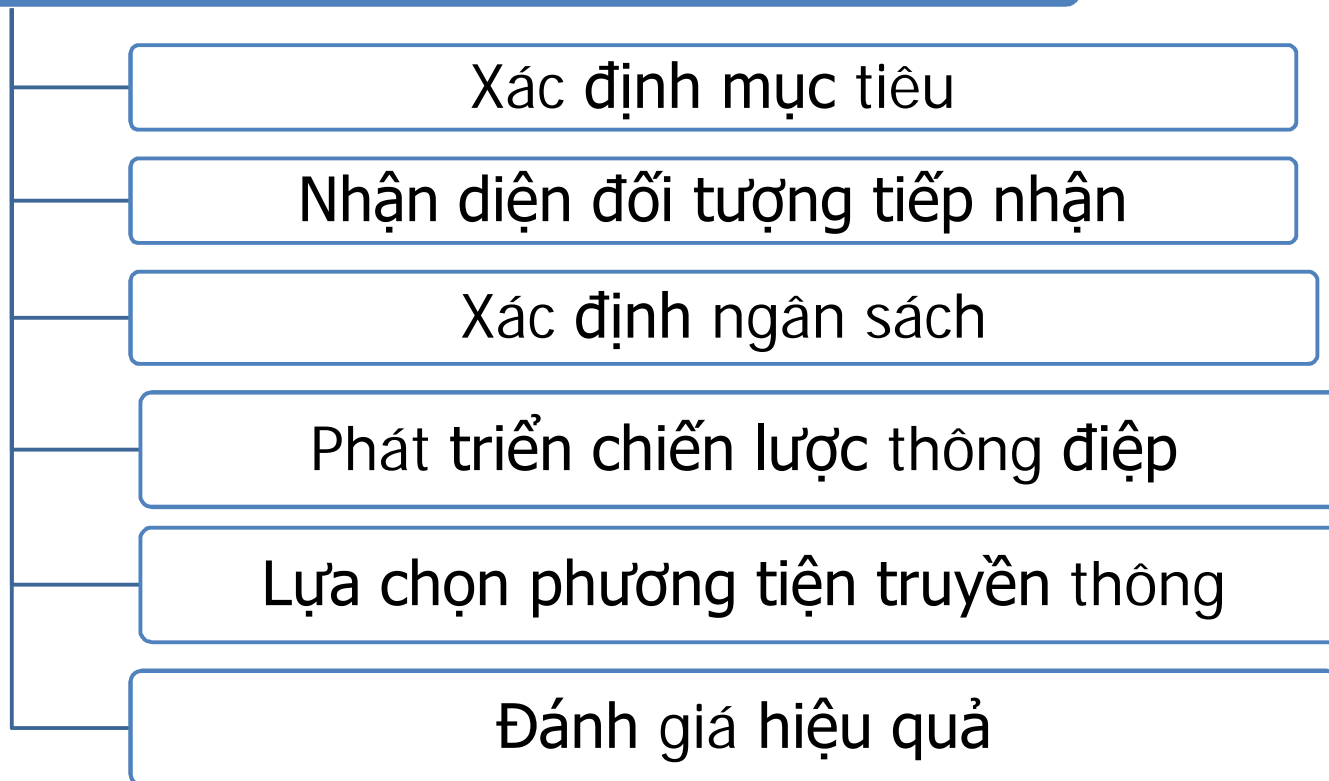 Xác định mục tiêu
Nhận diện đối tượng tiếp nhận
Xác định ngân sách
Phát triển chiến lược thông điệp
Lựa chọn phương tiện truyền thông
Đánh giá hiệu quả